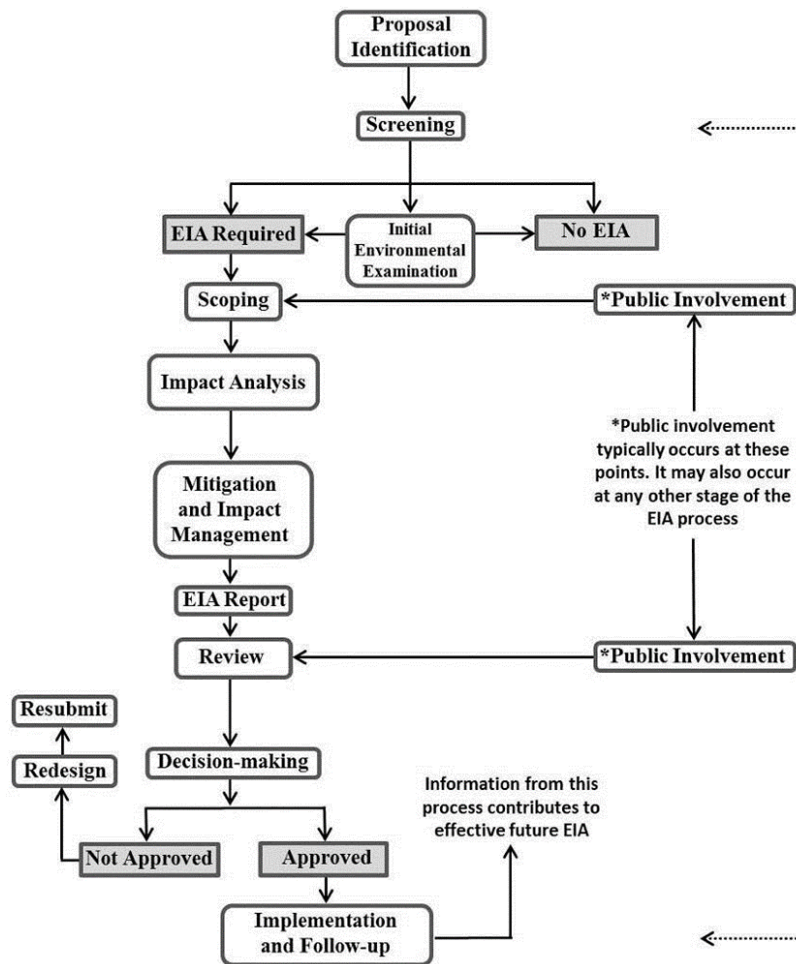 Proposal
Identification
Screening
EIA Required
Initial
Environmental
Examination
No EIA
Scoping
*Public Involvement
Impact Analysis
*Public involvement
typically occurs at these
points. It may also occur
at any other stage of the
EIA process
Mitigation
and Impact
Management
EIA Report
Review
*Public Involvement
Resubmit
Redesign
Decision-making
Information from this
process contributes to
effective future EIA
Not Approved
Approved
Implementation
and Follow-up